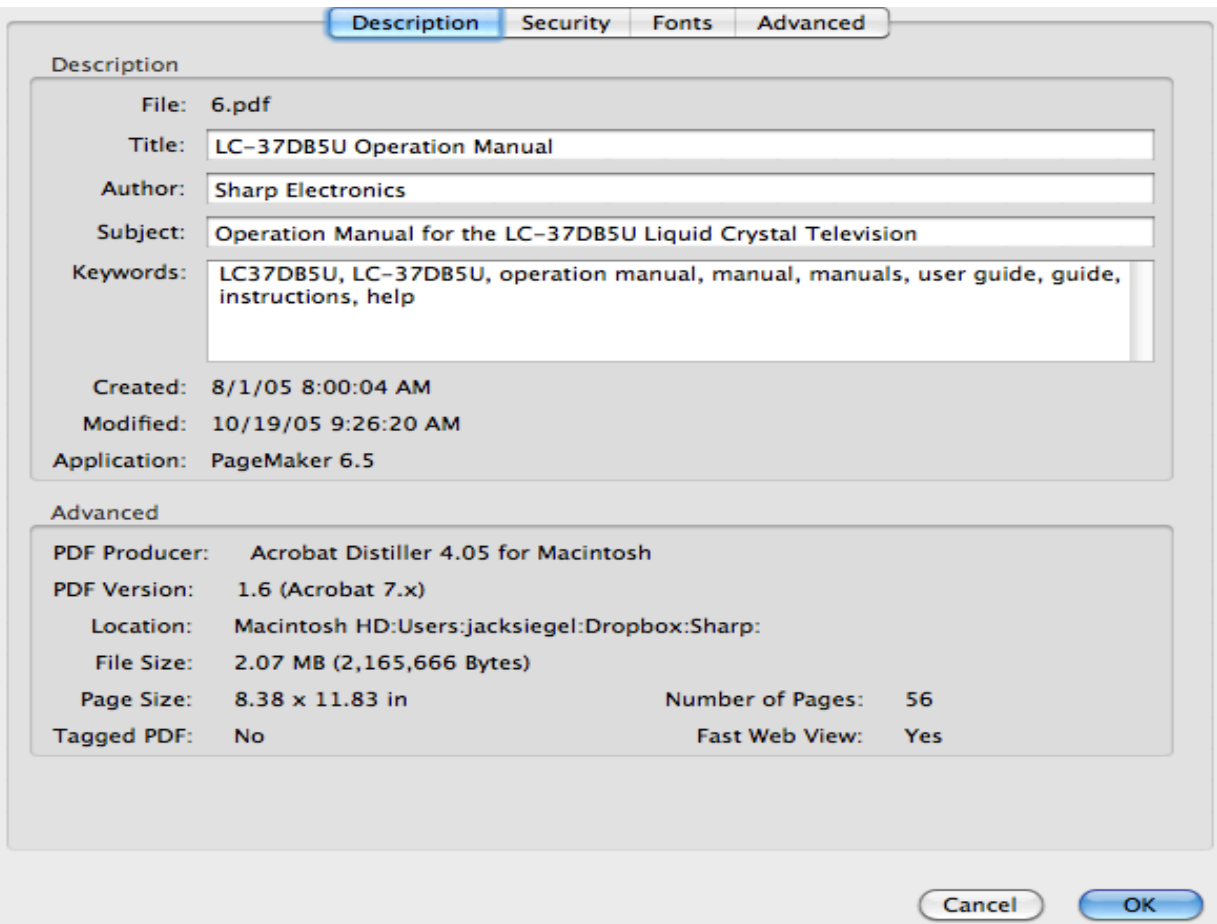 Description Security Fonts Advanced
Description
File: 6.pdf
Title: LC-37DB5U Operation Manual
Author: Sharp Electronics
Subject: Operation Manual for the LC-37DB5U Liquid Crystal Television
Keywords: LC37DB5U, LC-37DB5U, operation manual, manual, manuals, user guide, guide,
instructions, help
Created: 8/1/05 8:00:04 AM
Modified: 10/19/05 9:26:20 AM
Application: PageMaker 6.5
Advanced
PDF Producer: Acrobat Distiller 4.05 for Macintosh
PDF Version: 1.6 (Acrobat 7.x)
Location: Macintosh HD:Users:jacksiegel:Dropbox:Sharp:
File Size: 2.07 MB (2,165,666 Bytes)
Page Size: 8.38 x 11.83 in Number of Pages: 56
Tagged PDF: No Fast Web View: Yes
Cancel OK